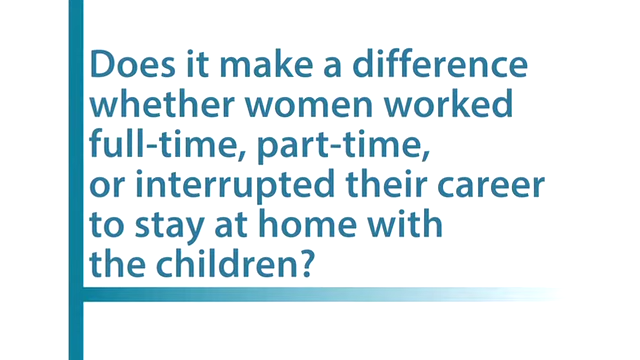 Does it make a difference
whether women worked
full-time, part-time,
or interrupted their career
to stay at home with
the children?